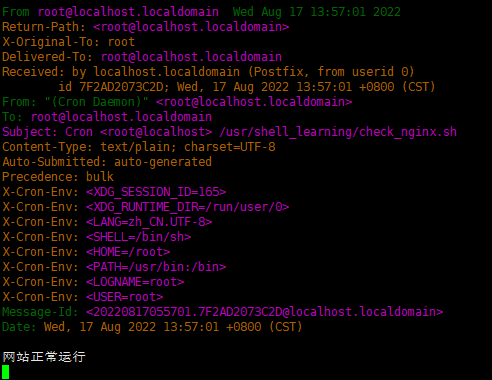 From root@localhost.localdomain  Wed Aug 17 13:57:01 2022
Return-Path: <root@localhost.localdomain>
X-Original-To: root
Delivered-To: root@localhost.localdomain
Received: by localhost.localdomain (Postfix, from userid 0)
        id 7F2AD2073C2D; Wed, 17 Aug 2022 13:57:01 +0800 (CST)
From: "(Cron Daemon)" <root@localhost.localdomain>
To: root@localhost.localdomain
Subject: Cron <root@localhost> /usr/shell_learning/check_nginx.sh
Content-Type: text/plain; charset=UTF-8
Auto-Submitted: auto-generated
Precedence: bulk
X-Cron-Env: <XDG_SESSION_ID=165>
X-Cron-Env: <XDG_RUNTIME_DIR=/run/user/0>
X-Cron-Env: <LANG=zh_CN.UTF-8>
X-Cron-Env: <SHELL=/bin/sh>
X-Cron-Env: <HOME=/root>
X-Cron-Env: <PATH=/usr/bin:/bin>
X-Cron-Env: <LOGNAME=root>
X-Cron-Env: <USER=root>
Message-Id: <20220817055701.7F2AD2073C2D@localhost.localdomain>
Date: Wed, 17 Aug 2022 13:57:01 +0800 (CST)
网站正常运行